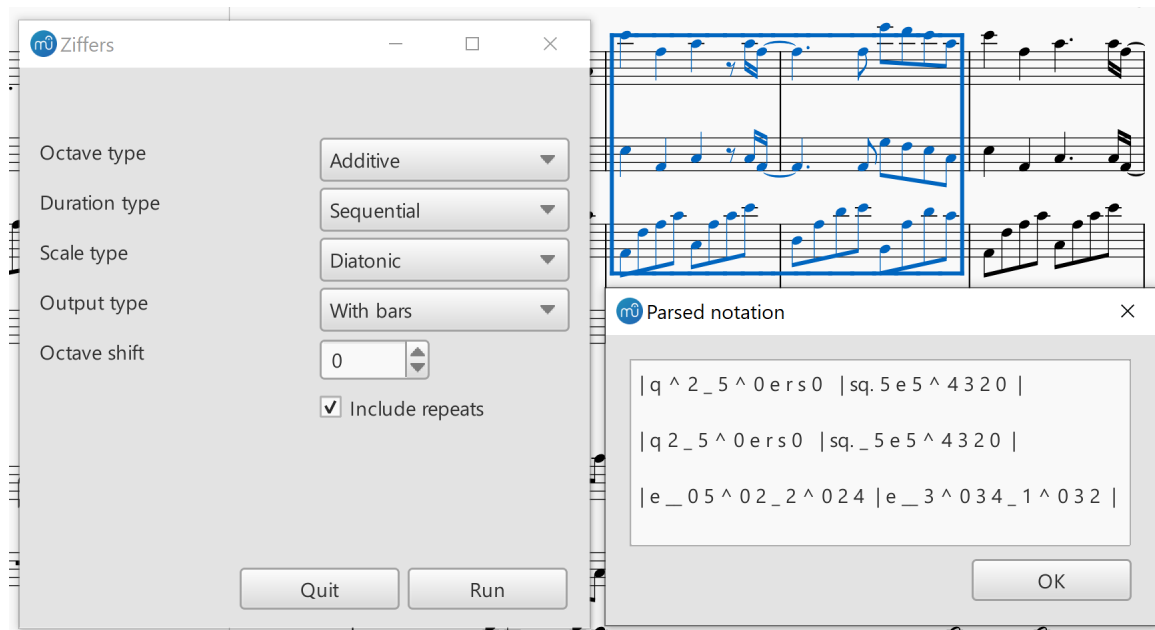 Ziffers
Octave type
Additive
Duration type
Sequential
Scale type
Diatonic
Output type
With bars
Octave shift
0
Include repeats
Quit
Run
Parsed notation
| q ^ 2 _ 5 ^ 0 e r s 0 | sq. 5 e 5 ^ 4 3 2 0 |
| q 2 _ 5 ^ 0 e r s 0 | sq. _ 5 e 5 ^ 4 3 2 0 |
| e __ 0 5 ^ 0 2 _ 2 ^ 0 2 4 | e __ 3 ^ 0 3 4 _ 1 ^ 0 3 2 |
OK